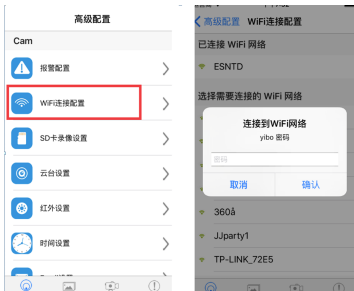 高级配置
Cam
报警配置
WiFi连接配置
SD卡录像设置
云台设置
红外设置
时间设置
高级配置 WiFi连接配置
已连接 WiFi 网络
ESNTD
选择需要连接的 WiFi 网络
连接到WiFi网络
yibo 密码
密码
取消 确认
360å
JJparty1
TP-LINK_72E5